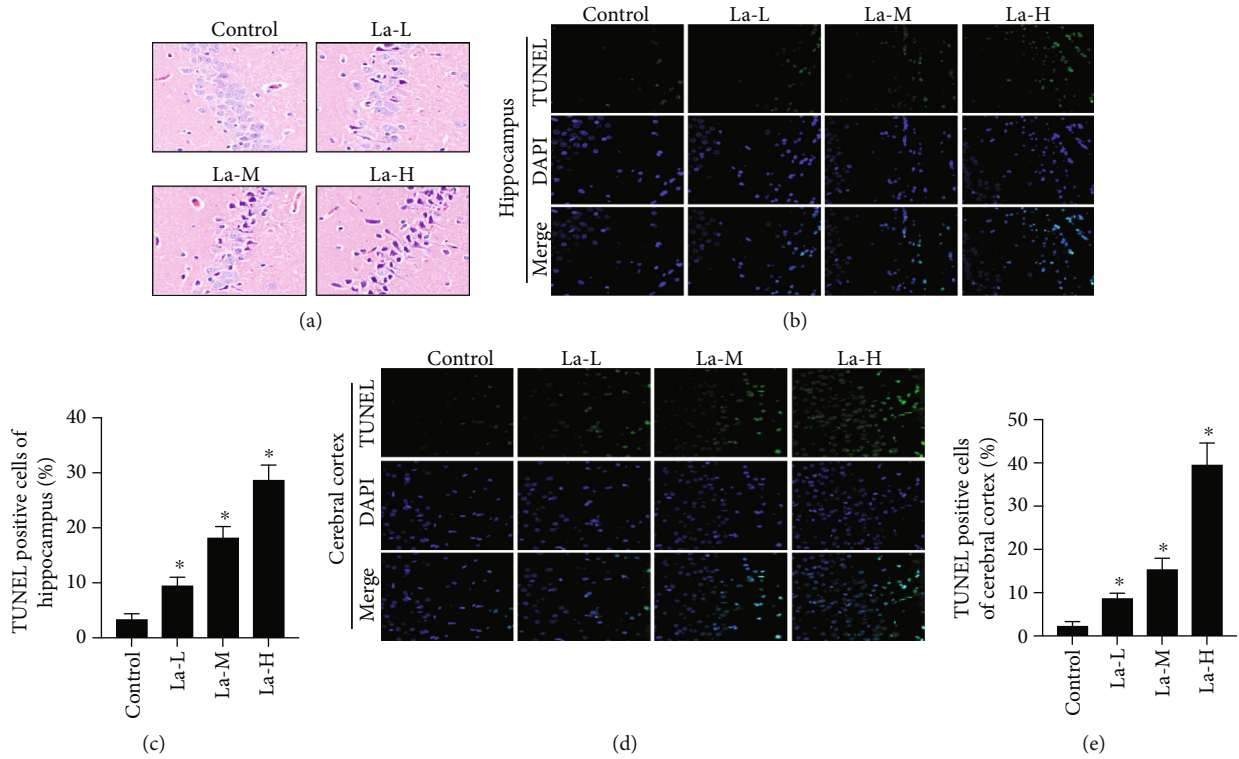 Control La-L
La-M La-H
(a)
Control La-L La-M La-H
Hippocampus
TUNEL
DAPI
Merge
(b)
TUNEL positive cells of
hippocampus (%)
40
30
20
10
0
Control La-L La-M La-H
* * *
(c)
Control La-L La-M La-H
Cerebral cortex
TUNEL
DAPI
Merge
(d)
TUNEL positive cells
of cerebral cortex (%)
50
40
30
20
10
0
Control La-L La-M La-H
* * *
(e)